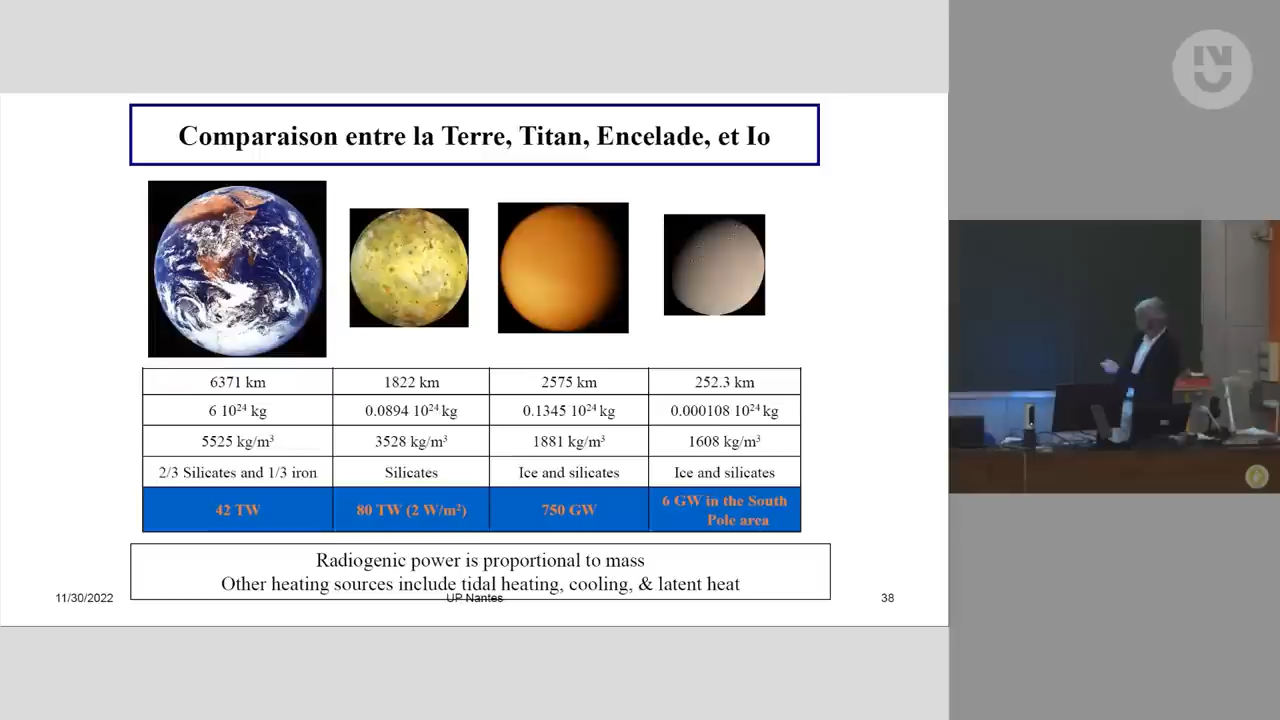 Comparaison entre la Terre, Titan, Encelade, et Io
6371 km 1822 km 2575 km 252.3 km
6 10²⁴ kg 0.0894 10²⁴ kg 0.1345 10²⁴ kg 0.000108 10²⁴ kg
5525 kg/m³ 3528 kg/m³ 1881 kg/m³ 1608 kg/m³
2/3 Silicates and 1/3 iron Silicates Ice and silicates Ice and silicates
42 TW 80 TW (2 W/m²) 750 GW 6 GW in the South
Pole area
Radiogenic power is proportional to mass
Other heating sources include tidal heating, cooling, & latent heat
11/30/2022 UP Nantes 38